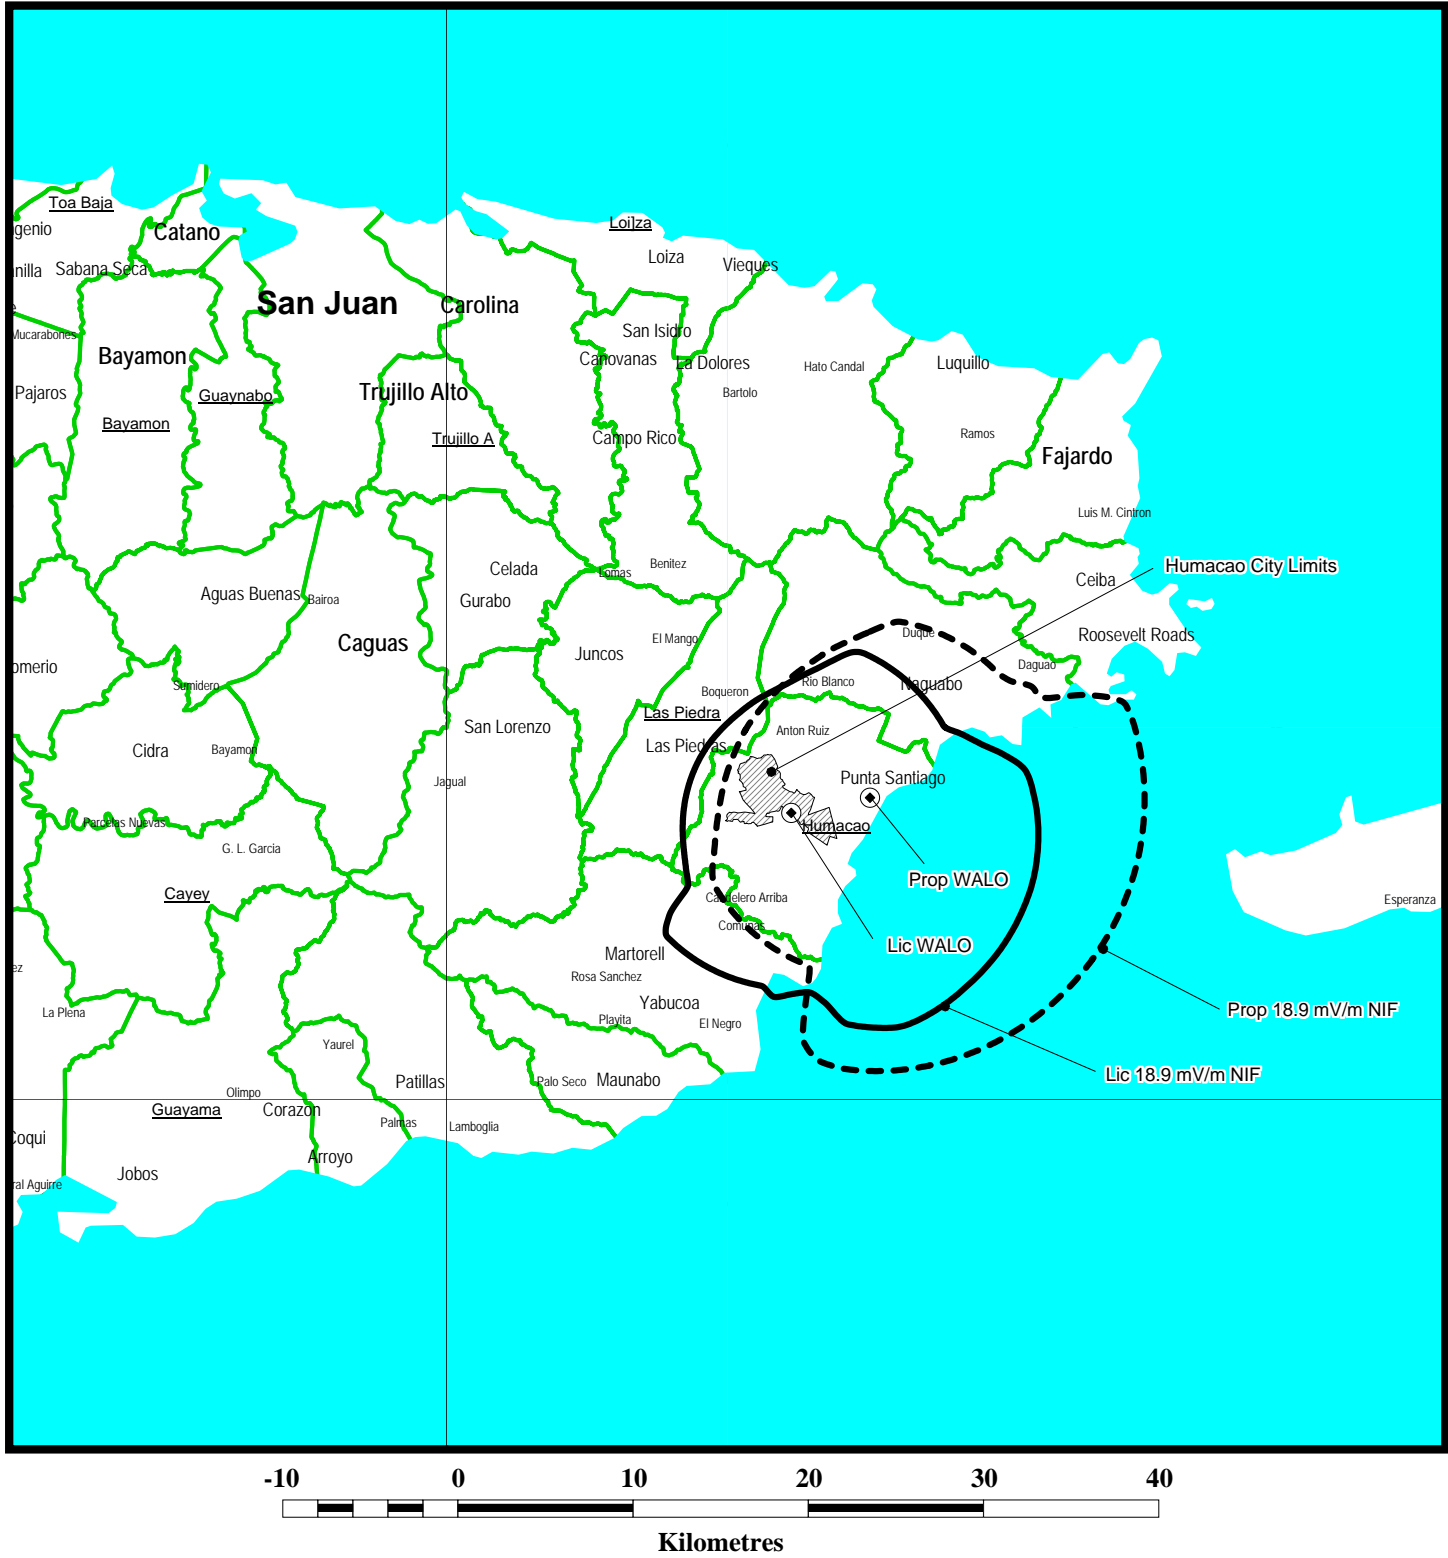 Toa Baja
Loi]za
genio
Catano
Loiza
Vieques
nilla
Sabana Seca
San Juan
Carolina
Mucarabones
San Isidro
Bayamon
Canovanas
La Dolores
Hato Candal
Luquillo
Pajaros
Guaynabo
Trujillo Alto
Bartolo
Bayamon
Trujillo A
Campo Rico
Ramos
Fajardo
Luis M. Cintron
Humacao City Limits
Celada
Lomas
Benitez
Ceiba
Aguas Buenas
Bairoa
Gurabo
Caguas
El Mango
Duque
Roosevelt Roads
Juncos
omerio
Daguao
Sumidero
Boqueron
Rio Blanco
Naguabo
Las Piedra
San Lorenzo
Anton Ruiz
Cidra
Bayamon
Las Piedras
Jagual
Punta Santiago
Parcelas Nuevas
Humacao
G. L. Garcia
Prop WALO
Cayey
Candelero Arriba
Esperanza
Comunas
Lic WALO
Martorell
ez
Rosa Sanchez
La Plena
Yabucoa
Prop 18.9 mV/m NIF
Playita
El Negro
Yaurel
Lic 18.9 mV/m NIF
Patillas
Palo Seco
Maunabo
Olimpo
Guayama
Corazon
Palmas
Lamboglia
Coqui
Arroyo
Jobos
ral Aguirre
-10 0 10 20 30 40
Kilometres